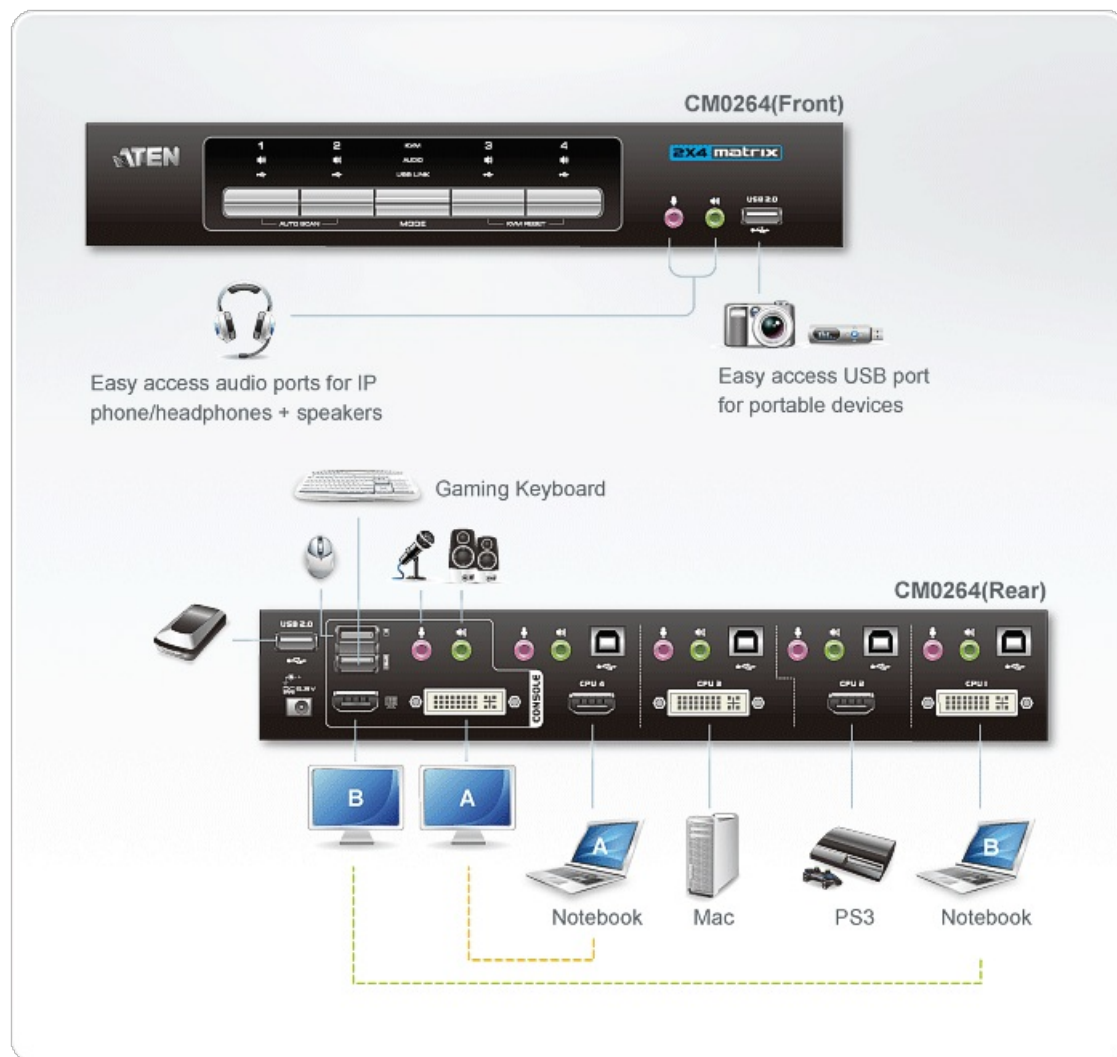 CM0264(Front)
ATEN
1 2 KVM 3 4
AUDIO
USB LINK
AUTO SCAN MODE KVM RESET
2X4 matrix
USB 2.0
Easy access audio ports for IP
phone/headphones + speakers
Easy access USB port
for portable devices
Gaming Keyboard
CM0264(Rear)
USB 2.0
DC 5.3V
CONSOLE
CPU 4 CPU 3 CPU 2 CPU 1
B A
A B
Notebook Mac PS3 Notebook